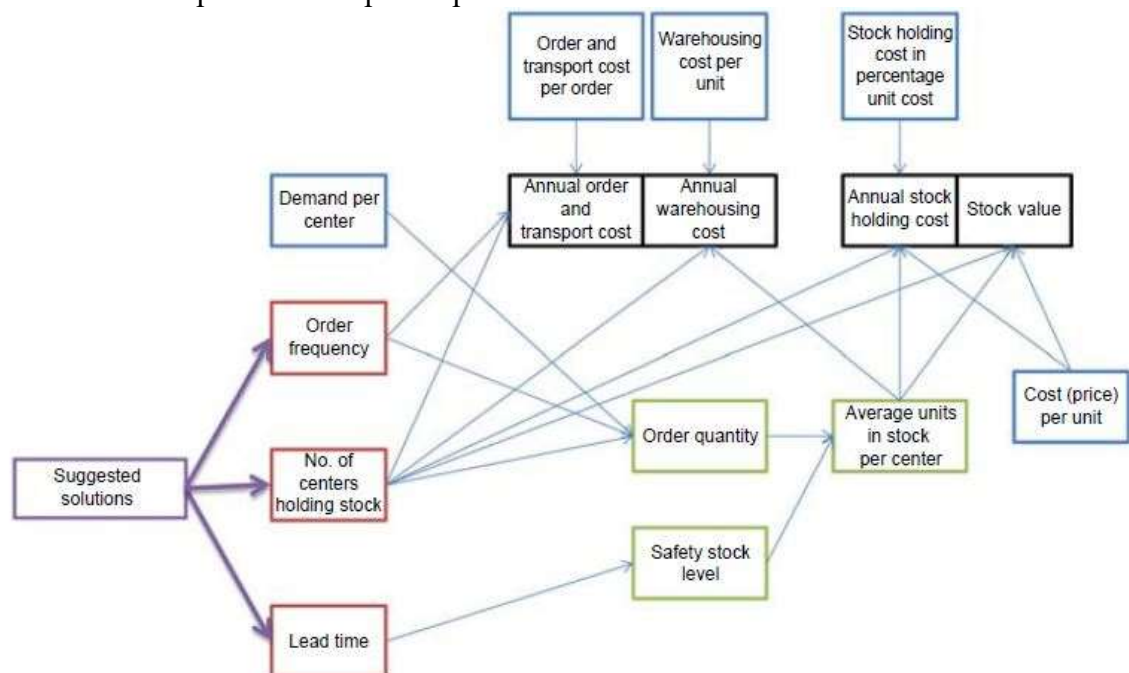 Order and
transport cost
per order
Warehousing
cost per
unit
Stock holding
cost in
percentage
unit cost
Demand per
center
Annual order
and
transport cost
Annual
warehousing
cost
Annual stock
holding cost
Stock value
Order
frequency
Cost (price)
per unit
Order quantity
Average units
in stock
per center
Suggested
solutions
No. of
centers
holding stock
Safety stock
level
Lead time